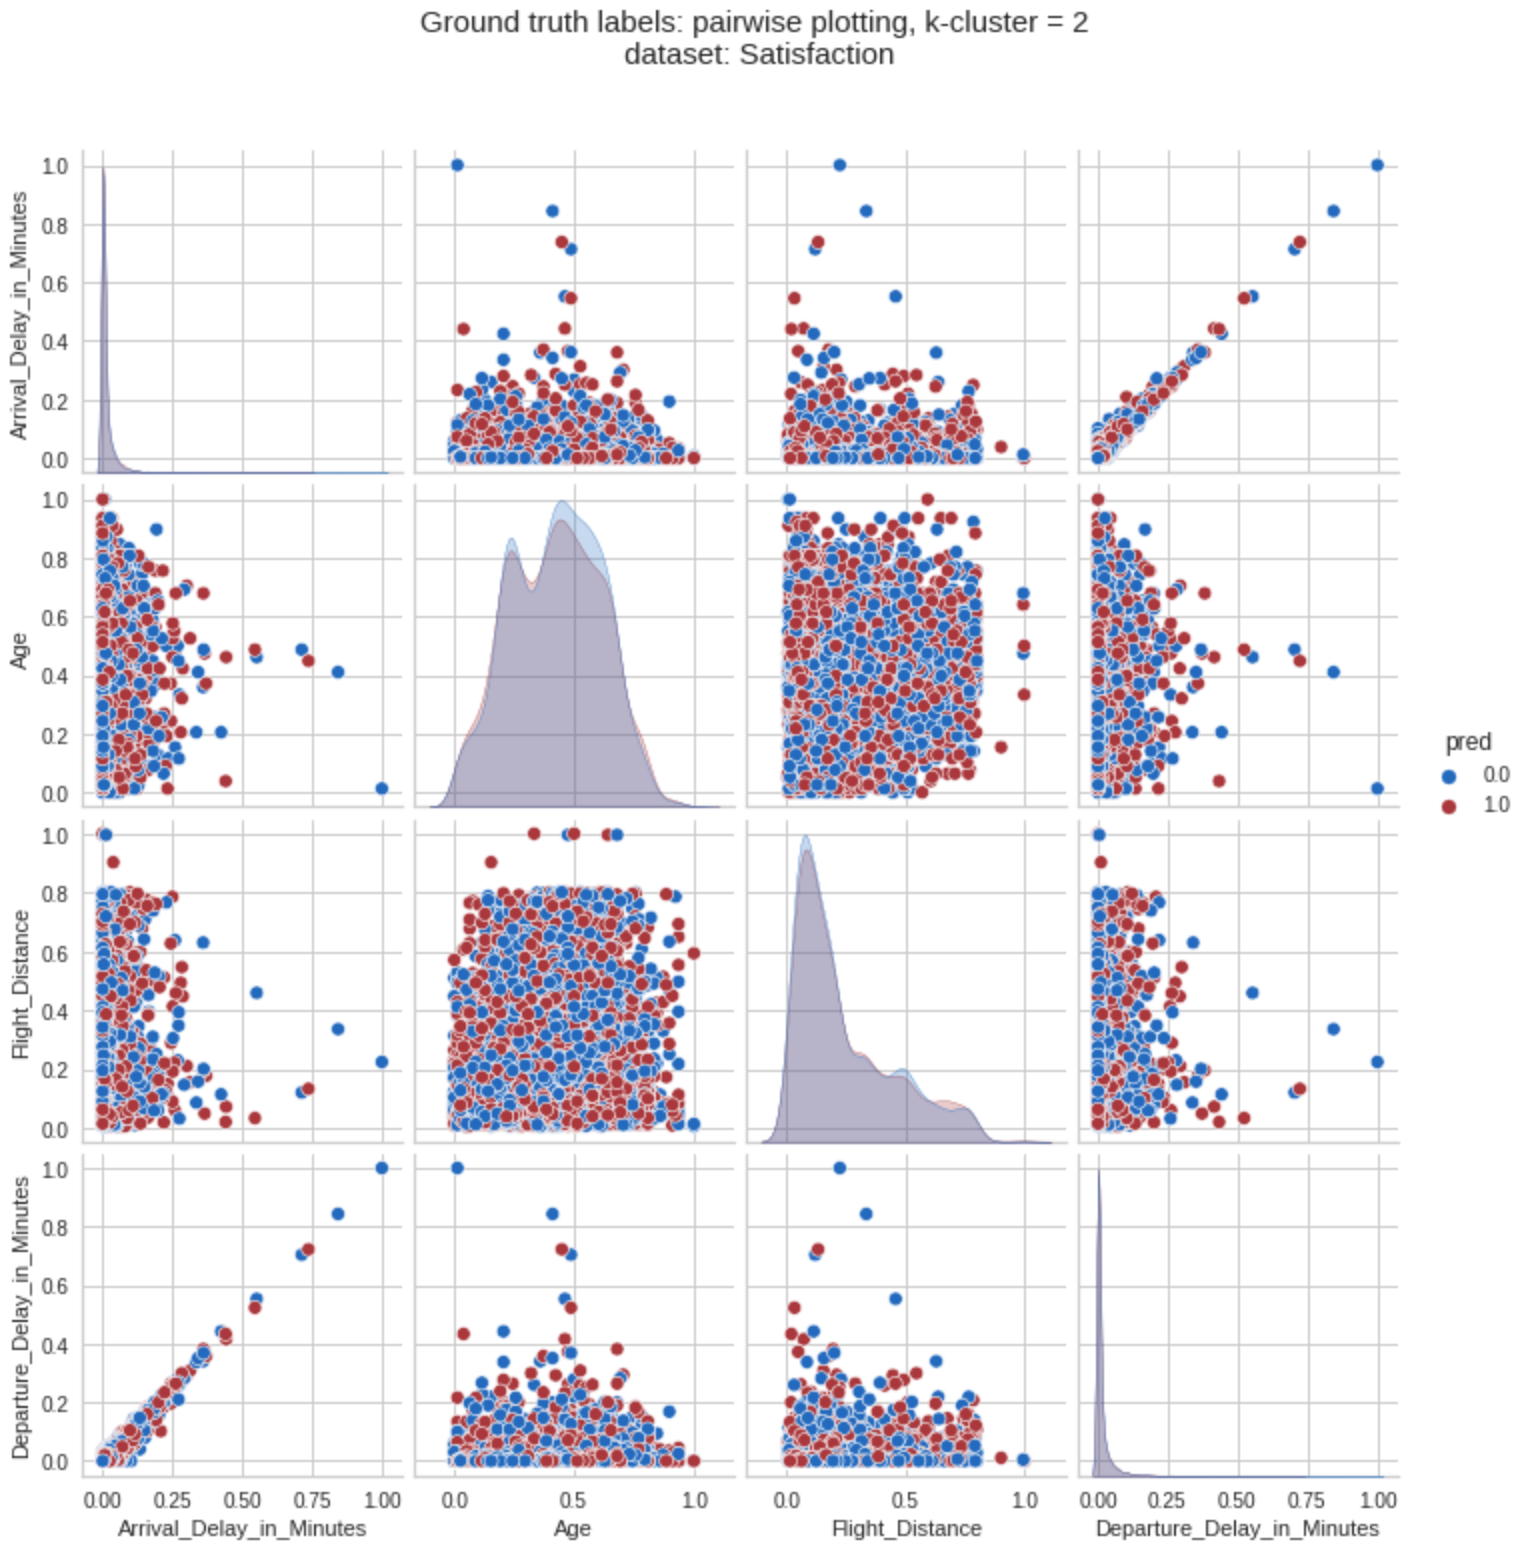 Ground truth labels: pairwise plotting, k-cluster = 2
dataset: Satisfaction
1.0
0.8
0.6
0.4
0.2
0.0
Arrival_Delay_in_Minutes
1.0
0.8
0.6
0.4
0.2
0.0
Age
pred
0.0
1.0
1.0
0.8
0.6
0.4
0.2
0.0
Flight_Distance
1.0
0.8
0.6
0.4
0.2
0.0
Departure_Delay_in_Minutes
0.00 0.25 0.50 0.75 1.00 0.0 0.5 1.0 0.0 0.5 1.0 0.00 0.25 0.50 0.75 1.00
Arrival_Delay_in_Minutes Age Flight_Distance Departure_Delay_in_Minutes